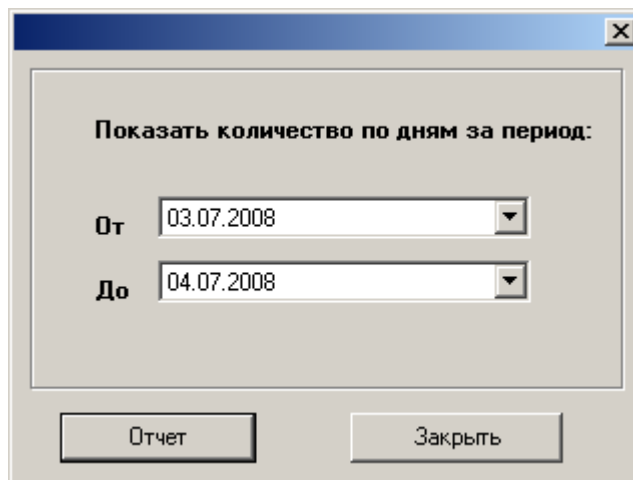 Показать количество по дням за период:
От 03.07.2008
До 04.07.2008
Отчет Закрыть